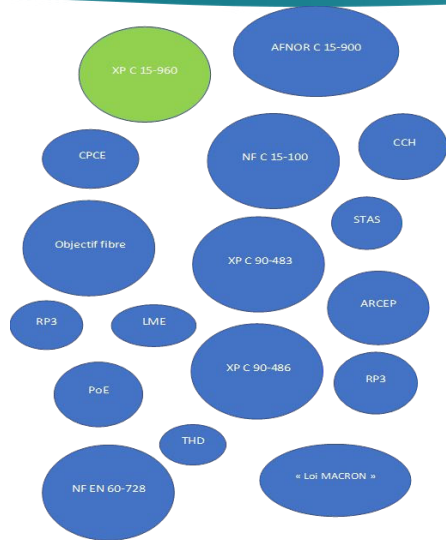 AFNOR C 15-900
XP C 15-960
CPCE
NF C 15-100
CCH
STAS
Objectif fibre
XP C 90-483
ARCEP
RP3
LME
XP C 90-486
RP3
PoE
THD
« Loi MACRON »
NF EN 60-728